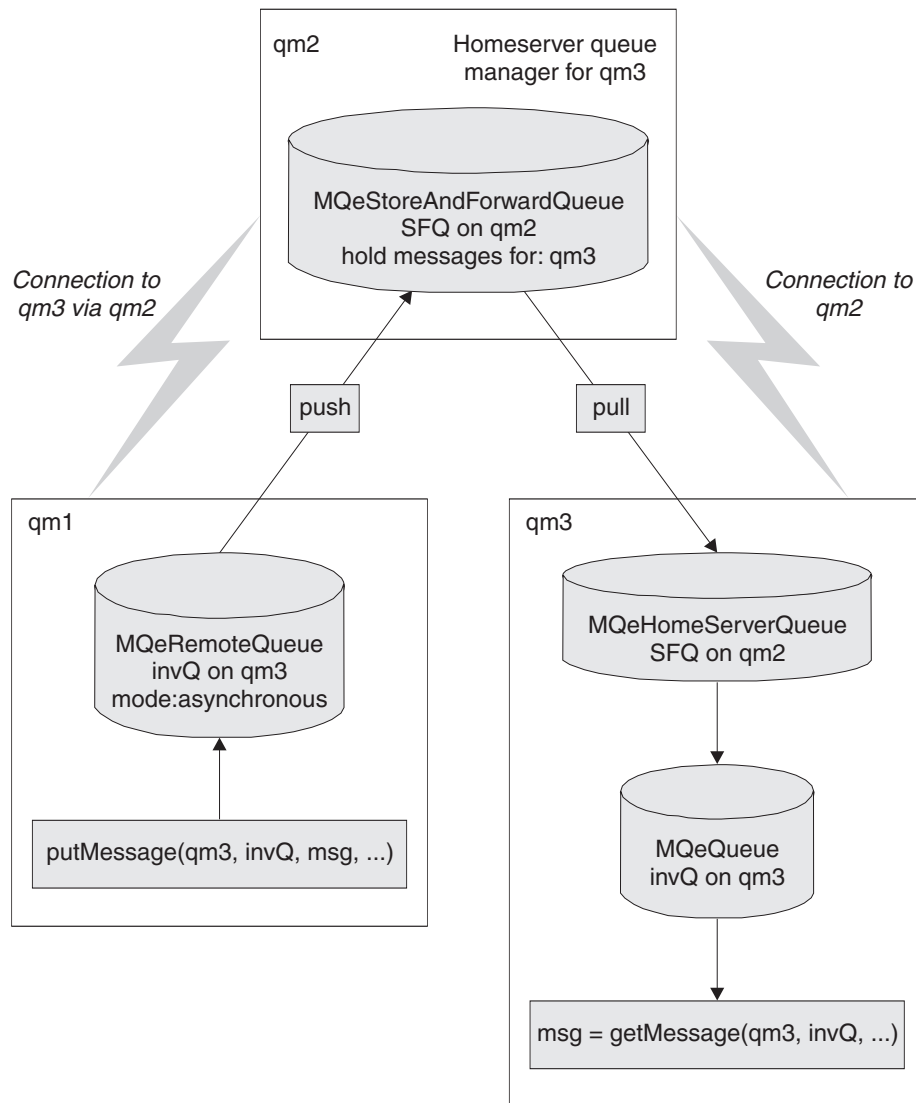 qm2
Homeserver queue
manager for qm3
MQeStoreAndForwardQueue
SFQ on qm2
hold messages for: qm3
Connection to
qm3 via qm2
Connection to
qm2
push
pull
qm1
MQeRemoteQueue
invQ on qm3
mode:asynchronous
putMessage(qm3, invQ, msg, ...)
qm3
MQeHomeServerQueue
SFQ on qm2
MQeQueue
invQ on qm3
msg = getMessage(qm3, invQ, ...)